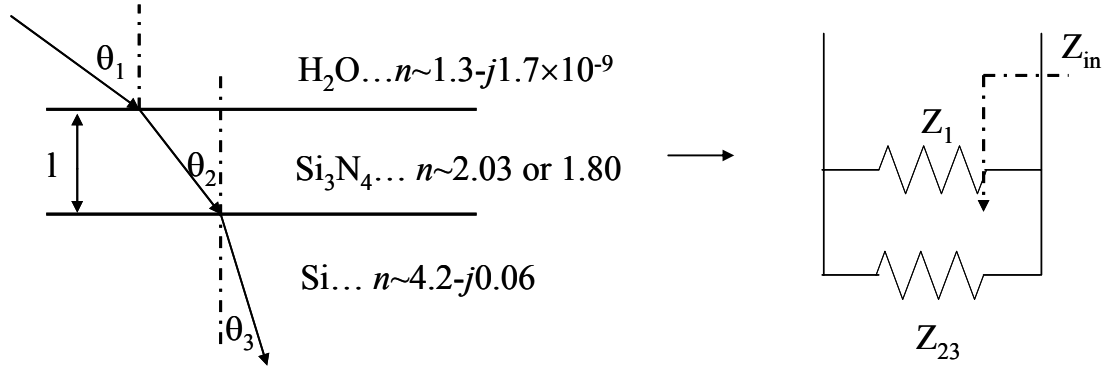 θ₁
H₂O…n~1.3-j1.7×10⁻⁹
l
θ₂
Si₃N₄… n~2.03 or 1.80
Si… n~4.2-j0.06
θ₃
Zᵢₙ
Z₁
Z₂₃